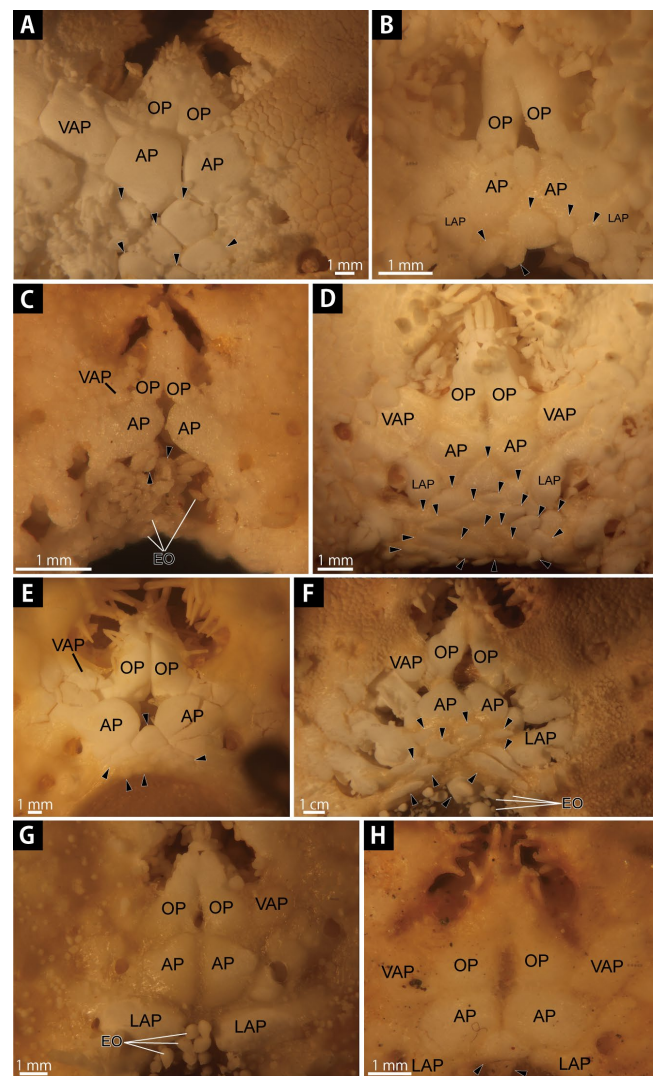 A
OP OP
VAP
AP AP
1 mm
B
OP OP
AP AP
LAP LAP
1 mm
C
VAP OP OP
AP AP
EO
1 mm
D
OP OP
VAP VAP
AP AP
LAP LAP
1 mm
E
VAP
OP OP
AP AP
1 mm
F
OP OP
VAP
AP AP
LAP
EO
1 cm
G
OP OP VAP
AP AP
LAP LAP
EO
1 mm
H
VAP OP OP VAP
AP AP
LAP LAP
1 mm